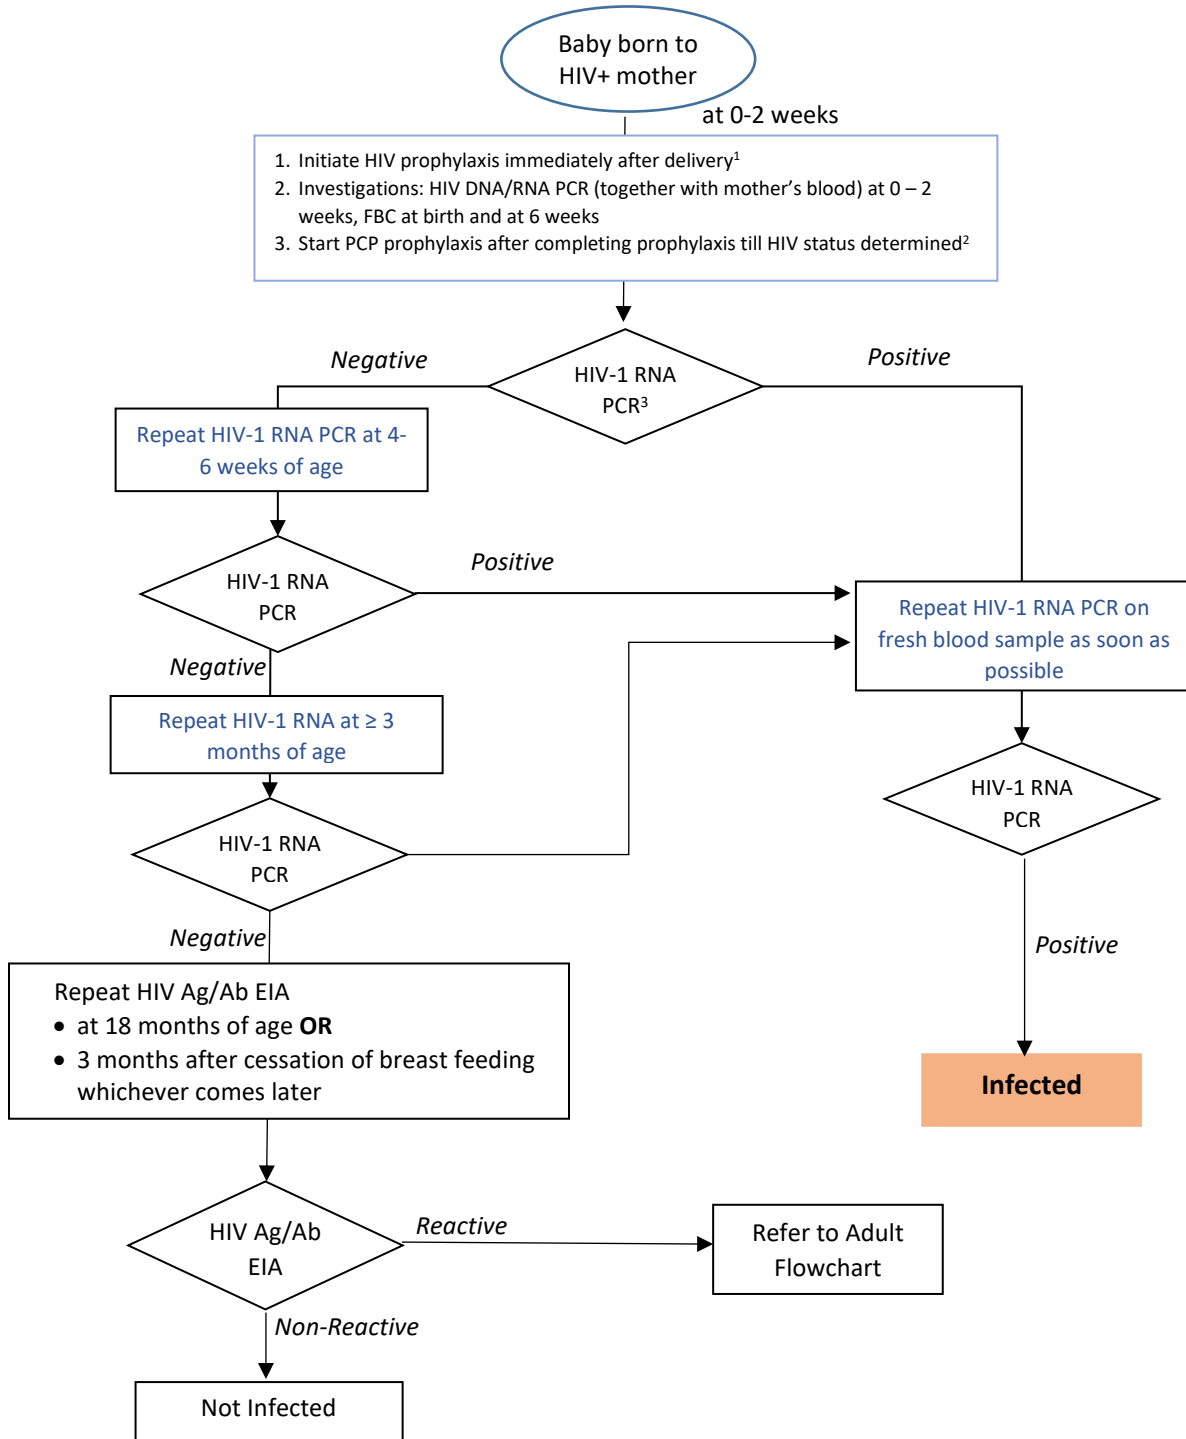 Baby born to
HIV+ mother
at 0-2 weeks
1. Initiate HIV prophylaxis immediately after delivery1
2. Investigations: HIV DNA/RNA PCR (together with mother's blood) at 0 – 2
weeks, FBC at birth and at 6 weeks
3. Start PCP prophylaxis after completing prophylaxis till HIV status determined2
Negative
Positive
HIV-1 RNA
PCR3
Repeat HIV-1 RNA PCR at 4-
6 weeks of age
HIV-1 RNA
PCR
Positive
Repeat HIV-1 RNA PCR on
fresh blood sample as soon as
possible
Negative
Repeat HIV-1 RNA at ≥ 3
months of age
HIV-1 RNA
PCR
HIV-1 RNA
PCR
Negative
Positive
Repeat HIV Ag/Ab EIA
• at 18 months of age OR
• 3 months after cessation of breast feeding
whichever comes later
Infected
HIV Ag/Ab
EIA
Reactive
Refer to Adult
Flowchart
Non-Reactive
Not Infected